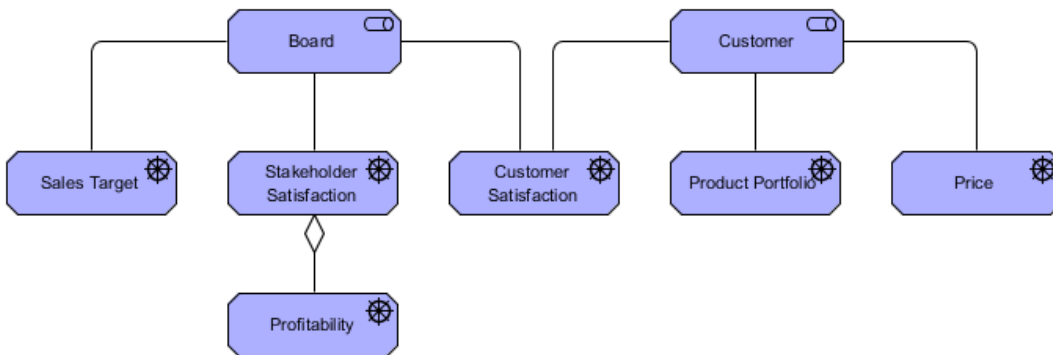 Board
Customer
Sales Target
Stakeholder
Satisfaction
Customer
Satisfaction
Product Portfolio
Price
Profitability